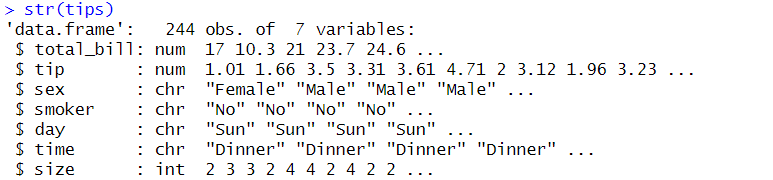 > str(tips)
'data.frame':   244 obs. of  7 variables:
 $ total_bill: num  17 10.3 21 23.7 24.6 ...
 $ tip       : num  1.01 1.66 3.5 3.31 3.61 4.71 2 3.12 1.96 3.23 ...
 $ sex       : chr  "Female" "Male" "Male" "Male" ...
 $ smoker    : chr  "No" "No" "No" "No" ...
 $ day       : chr  "Sun" "Sun" "Sun" "Sun" ...
 $ time      : chr  "Dinner" "Dinner" "Dinner" "Dinner" ...
 $ size      : int  2 3 3 2 4 4 2 4 2 2 ...